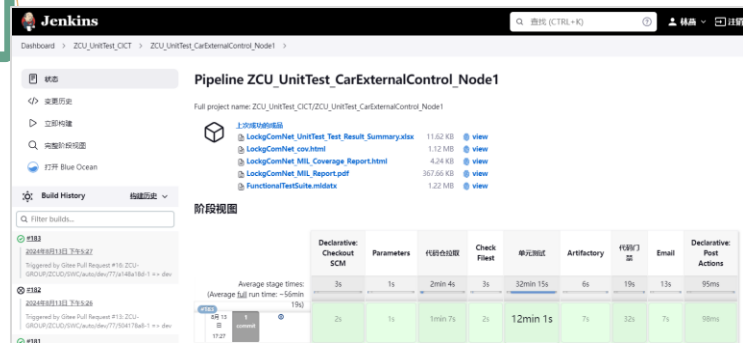 Jenkins
查找 (CTRL+K)
林菡
注销
Dashboard > ZCU_UnitTest_CICT > ZCU_UnitTest_CarExternalControl_Node1 >
状态
变更历史
立即构建
完整阶段视图
打开 Blue Ocean
Build History
构建历史
Filter builds...
#183
2024年8月13日 下午5:27
Triggered by Gitee Pull Request #16: ZCU-
GROUP/ZCUD/SWC/auto/dev/77/a148a18d-1 => dev
#182
2024年8月13日 下午5:26
Triggered by Gitee Pull Request #13: ZCU-
GROUP/ZCUD/SWC/auto/dev/77/504178a8-1 => dev
#181
Pipeline ZCU_UnitTest_CarExternalControl_Node1
Full project name: ZCU_UnitTest_CICT/ZCU_UnitTest_CarExternalControl_Node1
上次成功的成品
LockgComNet_UnitTest_Test_Result_Summary.xlsx 11.62 KB view
LockgComNet_cov.html 1.12 MB view
LockgComNet_MIL_Coverage_Report.html 4.24 KB view
LockgComNet_MIL_Report.pdf 367.66 KB view
FunctionalTestSuite.mldatx 1.22 MB view
阶段视图
Declarative: Checkout SCM
Parameters
代码仓拉取
Check Filest
单元测试
Artifactory
代码门禁
Email
Declarative: Post Actions
Average stage times: 3s 1s 2min 4s 3s 32min 15s 6s 19s 13s 95ms
(Average full run time: ~56min
19s)
#183
8月 13日 17:27
1 commit
2s 1s 1min 7s 2s 12min 1s 7s 32s 7s 98ms